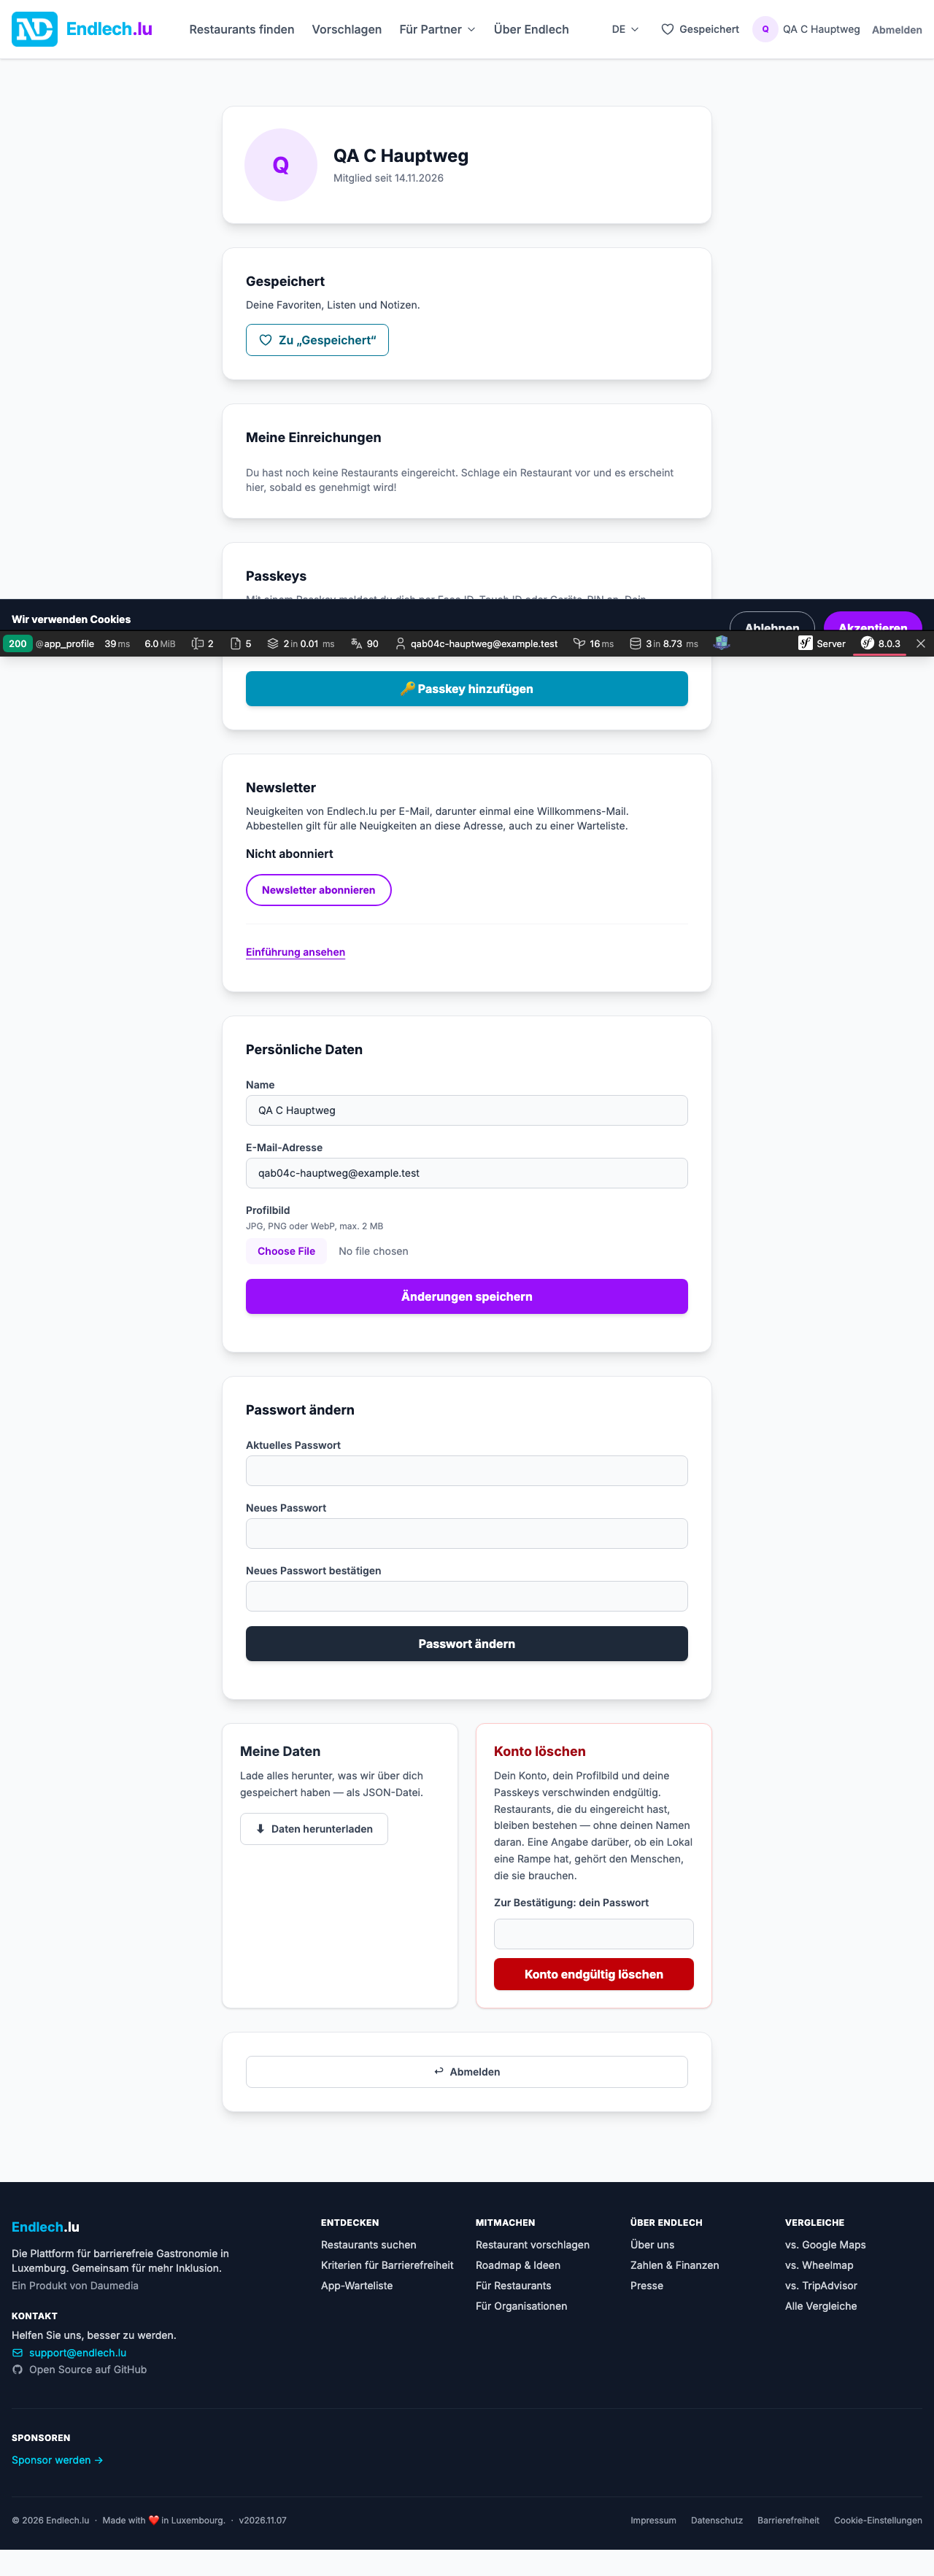 Endlech.lu
Restaurants finden
Vorschlagen
Für Partner
Über Endlech
DE
Gespeichert
Q
QA C Hauptweg
Abmelden
Q
QA C Hauptweg
Mitglied seit 14.11.2026
Gespeichert
Deine Favoriten, Listen und Notizen.
Zu „Gespeichert“
Meine Einreichungen
Du hast noch keine Restaurants eingereicht. Schlage ein Restaurant vor und es erscheint
hier, sobald es genehmigt wird!
Passkeys
Wir verwenden Cookies
Ablehnen
Akzeptieren
200 @app_profile 39 ms 6.0 MiB 2 5 2 in 0.01 ms 90 qab04c-hauptweg@example.test 16 ms 3 in 8.73 ms Server 8.0.3
🔑 Passkey hinzufügen
Newsletter
Neuigkeiten von Endlech.lu per E-Mail, darunter einmal eine Willkommens-Mail.
Abbestellen gilt für alle Neuigkeiten an diese Adresse, auch zu einer Warteliste.
Nicht abonniert
Newsletter abonnieren
Einführung ansehen
Persönliche Daten
Name
QA C Hauptweg
E-Mail-Adresse
qab04c-hauptweg@example.test
Profilbild
JPG, PNG oder WebP, max. 2 MB
Choose File No file chosen
Änderungen speichern
Passwort ändern
Aktuelles Passwort
Neues Passwort
Neues Passwort bestätigen
Passwort ändern
Meine Daten
Lade alles herunter, was wir über dich
gespeichert haben — als JSON-Datei.
⬇ Daten herunterladen
Konto löschen
Dein Konto, dein Profilbild und deine
Passkeys verschwinden endgültig.
Restaurants, die du eingereicht hast,
bleiben bestehen — ohne deinen Namen
daran. Eine Angabe darüber, ob ein Lokal
eine Rampe hat, gehört den Menschen,
die sie brauchen.
Zur Bestätigung: dein Passwort
Konto endgültig löschen
↩ Abmelden
Endlech.lu
Die Plattform für barrierefreie Gastronomie in
Luxemburg. Gemeinsam für mehr Inklusion.
Ein Produkt von Daumedia
KONTAKT
Helfen Sie uns, besser zu werden.
support@endlech.lu
Open Source auf GitHub
ENTDECKEN
Restaurants suchen
Kriterien für Barrierefreiheit
App-Warteliste
MITMACHEN
Restaurant vorschlagen
Roadmap & Ideen
Für Restaurants
Für Organisationen
ÜBER ENDLECH
Über uns
Zahlen & Finanzen
Presse
VERGLEICHE
vs. Google Maps
vs. Wheelmap
vs. TripAdvisor
Alle Vergleiche
SPONSOREN
Sponsor werden →
© 2026 Endlech.lu · Made with ❤️ in Luxembourg. · v2026.11.07
Impressum
Datenschutz
Barrierefreiheit
Cookie-Einstellungen